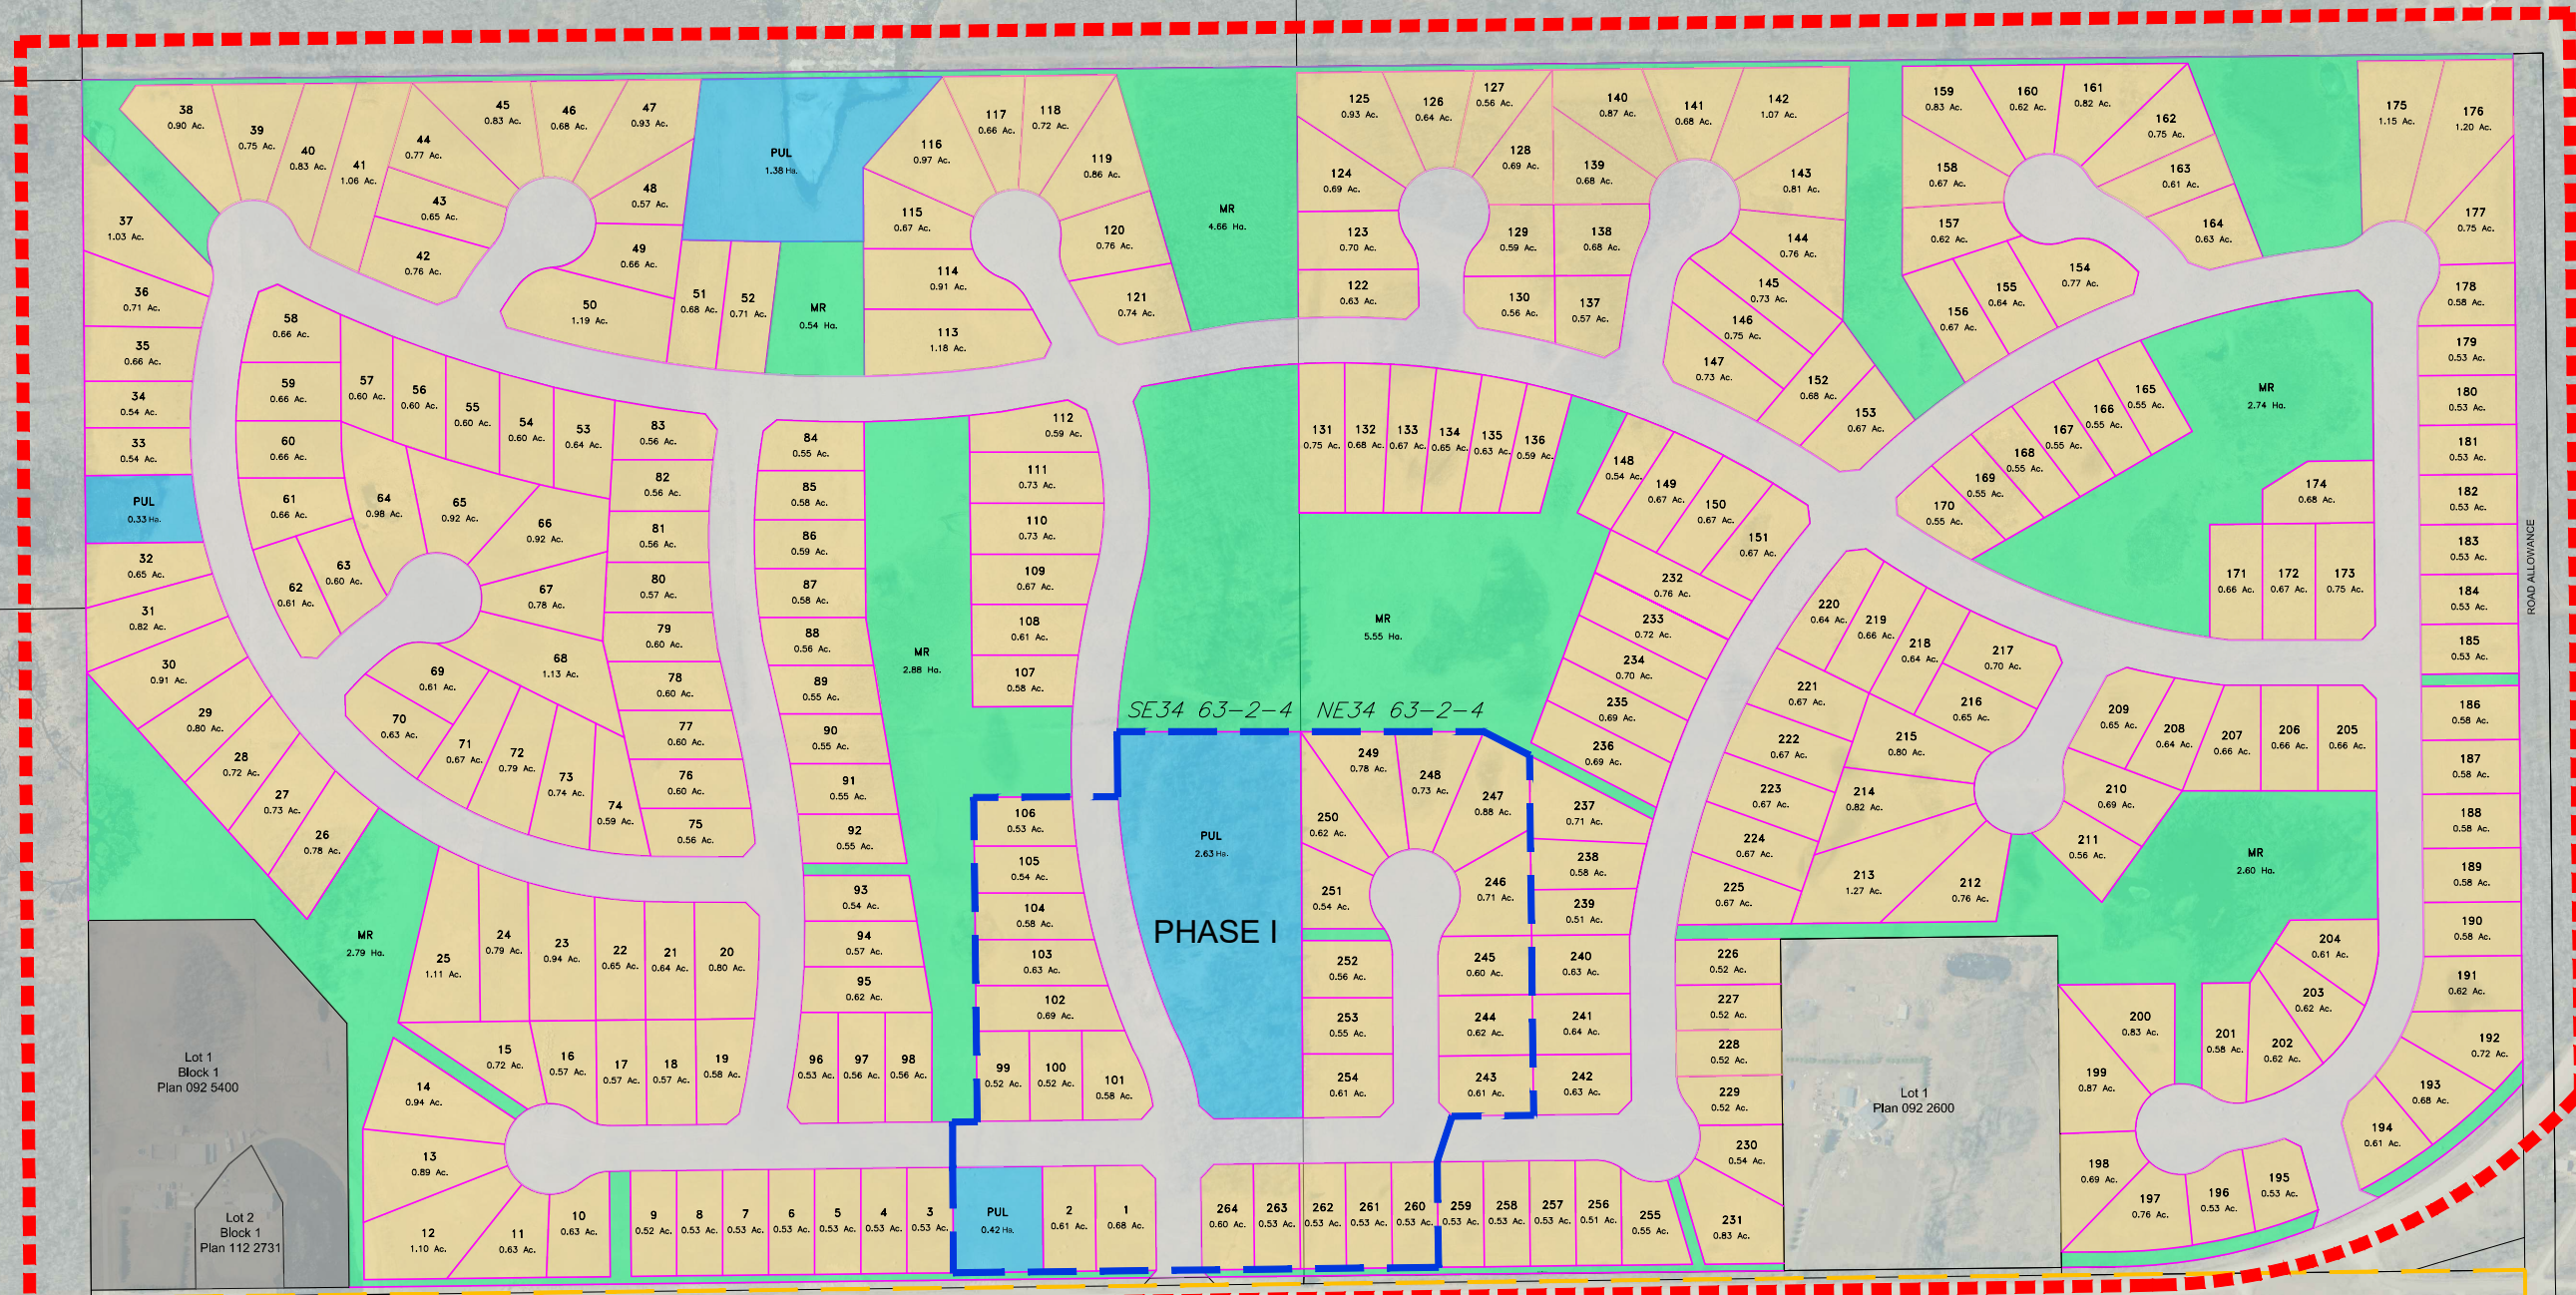 38
0.90 Ac.
39
0.75 Ac.
40
0.83 Ac.
41
1.06 Ac.
44
0.77 Ac.
43
0.65 Ac.
42
0.76 Ac.
45
0.83 Ac.
46
0.68 Ac.
47
0.93 Ac.
48
0.57 Ac.
49
0.66 Ac.
50
1.19 Ac.
51
0.68 Ac.
52
0.71 Ac.
PUL
1.38 Ha.
MR
0.54 Ha.
116
0.97 Ac.
117
0.66 Ac.
118
0.72 Ac.
119
0.86 Ac.
115
0.67 Ac.
120
0.76 Ac.
114
0.91 Ac.
121
0.74 Ac.
113
1.18 Ac.
MR
4.66 Ha.
125
0.93 Ac.
126
0.64 Ac.
127
0.56 Ac.
128
0.69 Ac.
124
0.69 Ac.
123
0.70 Ac.
122
0.63 Ac.
129
0.59 Ac.
130
0.56 Ac.
140
0.87 Ac.
141
0.68 Ac.
142
1.07 Ac.
139
0.68 Ac.
138
0.68 Ac.
137
0.57 Ac.
143
0.81 Ac.
144
0.76 Ac.
145
0.73 Ac.
146
0.75 Ac.
147
0.73 Ac.
152
0.68 Ac.
153
0.67 Ac.
159
0.83 Ac.
160
0.62 Ac.
161
0.82 Ac.
162
0.75 Ac.
163
0.61 Ac.
164
0.63 Ac.
158
0.67 Ac.
157
0.62 Ac.
156
0.67 Ac.
155
0.64 Ac.
154
0.77 Ac.
175
1.15 Ac.
176
1.20 Ac.
177
0.75 Ac.
178
0.58 Ac.
179
0.53 Ac.
180
0.53 Ac.
181
0.53 Ac.
182
0.53 Ac.
183
0.53 Ac.
184
0.53 Ac.
185
0.53 Ac.
186
0.58 Ac.
187
0.58 Ac.
188
0.58 Ac.
189
0.58 Ac.
190
0.58 Ac.
191
0.62 Ac.
192
0.72 Ac.
193
0.68 Ac.
194
0.61 Ac.
ROAD ALLOWANCE
37
1.03 Ac.
36
0.71 Ac.
35
0.66 Ac.
34
0.54 Ac.
33
0.54 Ac.
PUL
0.33 Ha.
32
0.65 Ac.
31
0.82 Ac.
30
0.91 Ac.
29
0.80 Ac.
28
0.72 Ac.
27
0.73 Ac.
26
0.78 Ac.
58
0.66 Ac.
59
0.66 Ac.
60
0.66 Ac.
61
0.66 Ac.
62
0.61 Ac.
63
0.60 Ac.
57
0.60 Ac.
56
0.60 Ac.
55
0.60 Ac.
54
0.60 Ac.
53
0.64 Ac.
64
0.98 Ac.
65
0.92 Ac.
66
0.92 Ac.
67
0.78 Ac.
68
1.13 Ac.
69
0.61 Ac.
70
0.63 Ac.
71
0.67 Ac.
72
0.79 Ac.
73
0.74 Ac.
74
0.59 Ac.
83
0.56 Ac.
82
0.56 Ac.
81
0.56 Ac.
80
0.57 Ac.
79
0.60 Ac.
78
0.60 Ac.
77
0.60 Ac.
76
0.60 Ac.
75
0.56 Ac.
84
0.55 Ac.
85
0.58 Ac.
86
0.59 Ac.
87
0.58 Ac.
88
0.56 Ac.
89
0.55 Ac.
90
0.55 Ac.
91
0.55 Ac.
92
0.55 Ac.
93
0.54 Ac.
94
0.57 Ac.
95
0.62 Ac.
96
0.53 Ac.
97
0.56 Ac.
98
0.56 Ac.
MR
2.88 Ha.
112
0.59 Ac.
111
0.73 Ac.
110
0.73 Ac.
109
0.67 Ac.
108
0.61 Ac.
107
0.58 Ac.
131
0.75 Ac.
132
0.68 Ac.
133
0.67 Ac.
134
0.65 Ac.
135
0.63 Ac.
136
0.59 Ac.
MR
5.55 Ha.
148
0.54 Ac.
149
0.67 Ac.
150
0.67 Ac.
151
0.67 Ac.
232
0.76 Ac.
233
0.72 Ac.
234
0.70 Ac.
235
0.69 Ac.
236
0.69 Ac.
165
0.55 Ac.
166
0.55 Ac.
167
0.55 Ac.
168
0.55 Ac.
169
0.55 Ac.
170
0.55 Ac.
MR
2.74 Ha.
174
0.68 Ac.
171
0.66 Ac.
172
0.67 Ac.
173
0.75 Ac.
220
0.64 Ac.
219
0.66 Ac.
218
0.64 Ac.
217
0.70 Ac.
216
0.65 Ac.
215
0.80 Ac.
221
0.67 Ac.
222
0.67 Ac.
223
0.67 Ac.
224
0.67 Ac.
225
0.67 Ac.
214
0.82 Ac.
213
1.27 Ac.
212
0.76 Ac.
209
0.65 Ac.
208
0.64 Ac.
207
0.66 Ac.
206
0.66 Ac.
205
0.66 Ac.
210
0.69 Ac.
211
0.56 Ac.
MR
2.60 Ha.
SE34 63-2-4
NE34 63-2-4
PUL
2.63 Ha.
PHASE I
106
0.53 Ac.
105
0.54 Ac.
104
0.58 Ac.
103
0.63 Ac.
102
0.69 Ac.
99
0.52 Ac.
100
0.52 Ac.
101
0.58 Ac.
249
0.78 Ac.
248
0.73 Ac.
247
0.88 Ac.
250
0.62 Ac.
251
0.54 Ac.
246
0.71 Ac.
252
0.56 Ac.
253
0.55 Ac.
254
0.61 Ac.
245
0.60 Ac.
244
0.62 Ac.
243
0.61 Ac.
237
0.71 Ac.
238
0.58 Ac.
239
0.51 Ac.
240
0.63 Ac.
241
0.64 Ac.
242
0.63 Ac.
226
0.52 Ac.
227
0.52 Ac.
228
0.52 Ac.
229
0.52 Ac.
230
0.54 Ac.
231
0.83 Ac.
Lot 1
Plan 092 2600
204
0.61 Ac.
203
0.62 Ac.
202
0.62 Ac.
201
0.58 Ac.
200
0.83 Ac.
199
0.87 Ac.
198
0.69 Ac.
197
0.76 Ac.
196
0.53 Ac.
195
0.53 Ac.
MR
2.79 Ha.
25
1.11 Ac.
24
0.79 Ac.
23
0.94 Ac.
22
0.65 Ac.
21
0.64 Ac.
20
0.80 Ac.
15
0.72 Ac.
16
0.57 Ac.
17
0.57 Ac.
18
0.57 Ac.
19
0.58 Ac.
14
0.94 Ac.
13
0.89 Ac.
12
1.10 Ac.
11
0.63 Ac.
10
0.63 Ac.
Lot 1
Block 1
Plan 092 5400
Lot 2
Block 1
Plan 112 2731
9
0.52 Ac.
8
0.53 Ac.
7
0.53 Ac.
6
0.53 Ac.
5
0.53 Ac.
4
0.53 Ac.
3
0.53 Ac.
PUL
0.42 Ha.
2
0.61 Ac.
1
0.68 Ac.
264
0.60 Ac.
263
0.53 Ac.
262
0.53 Ac.
261
0.53 Ac.
260
0.53 Ac.
259
0.53 Ac.
258
0.53 Ac.
257
0.53 Ac.
256
0.51 Ac.
255
0.55 Ac.